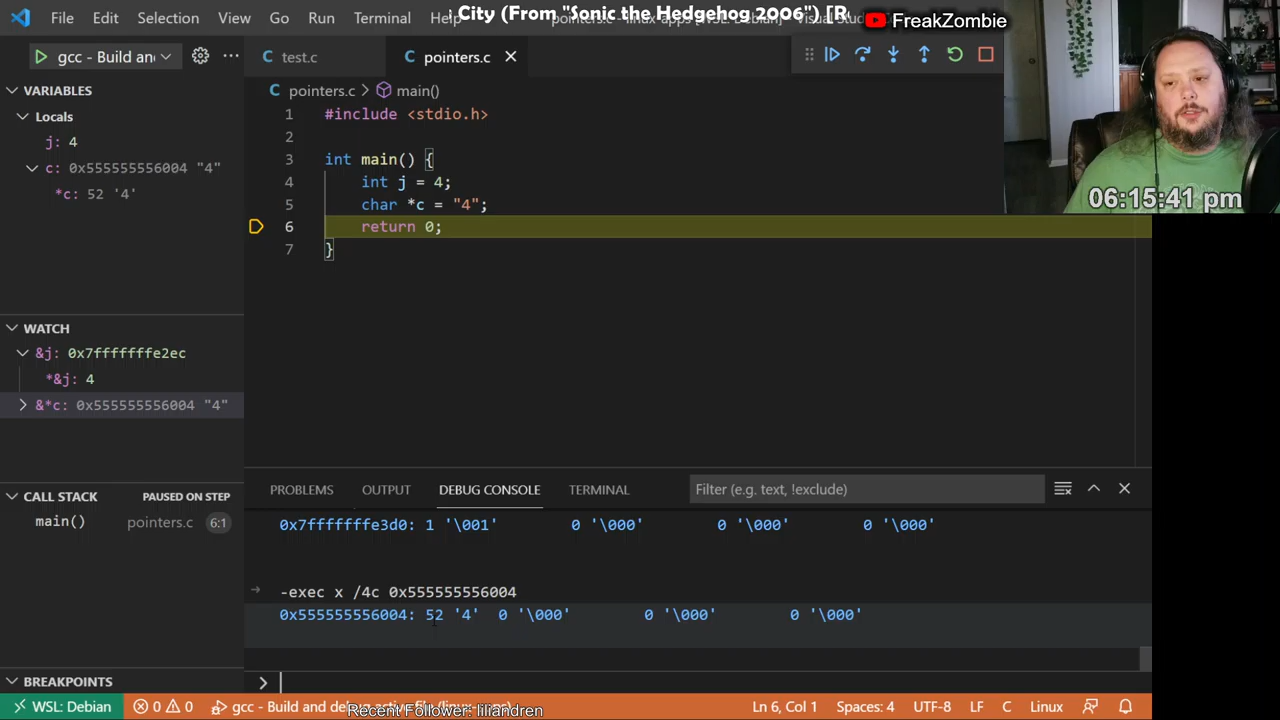 File Edit Selection View Go Run Terminal Help
: City (From "Sonic the Hedgehog 2006") [R
FreakZombie
gcc - Build an
test.c
pointers.c
06:15:41 pm
VARIABLES
Locals
j: 4
c: 0x555555556004 "4"
*c: 52 '4'
WATCH
&j: 0x7fffffffe2ec
*&j: 4
&*c: 0x555555556004 "4"
CALL STACK
PAUSED ON STEP
main() pointers.c 6:1
BREAKPOINTS
pointers.c > main()
1 #include <stdio.h>
2
3 int main() {
4 int j = 4;
5 char *c = "4";
6 return 0;
7 }
PROBLEMS OUTPUT DEBUG CONSOLE TERMINAL
Filter (e.g. text, !exclude)
0x7fffffffe3d0: 1 '\001' 0 '\000' 0 '\000' 0 '\000'
-exec x /4c 0x555555556004
0x555555556004: 52 '4' 0 '\000' 0 '\000' 0 '\000'
>
WSL: Debian 0 0 gcc - Build and
Ln 6, Col 1 Spaces: 4 UTF-8 LF C Linux
Recent Follower: liliandren